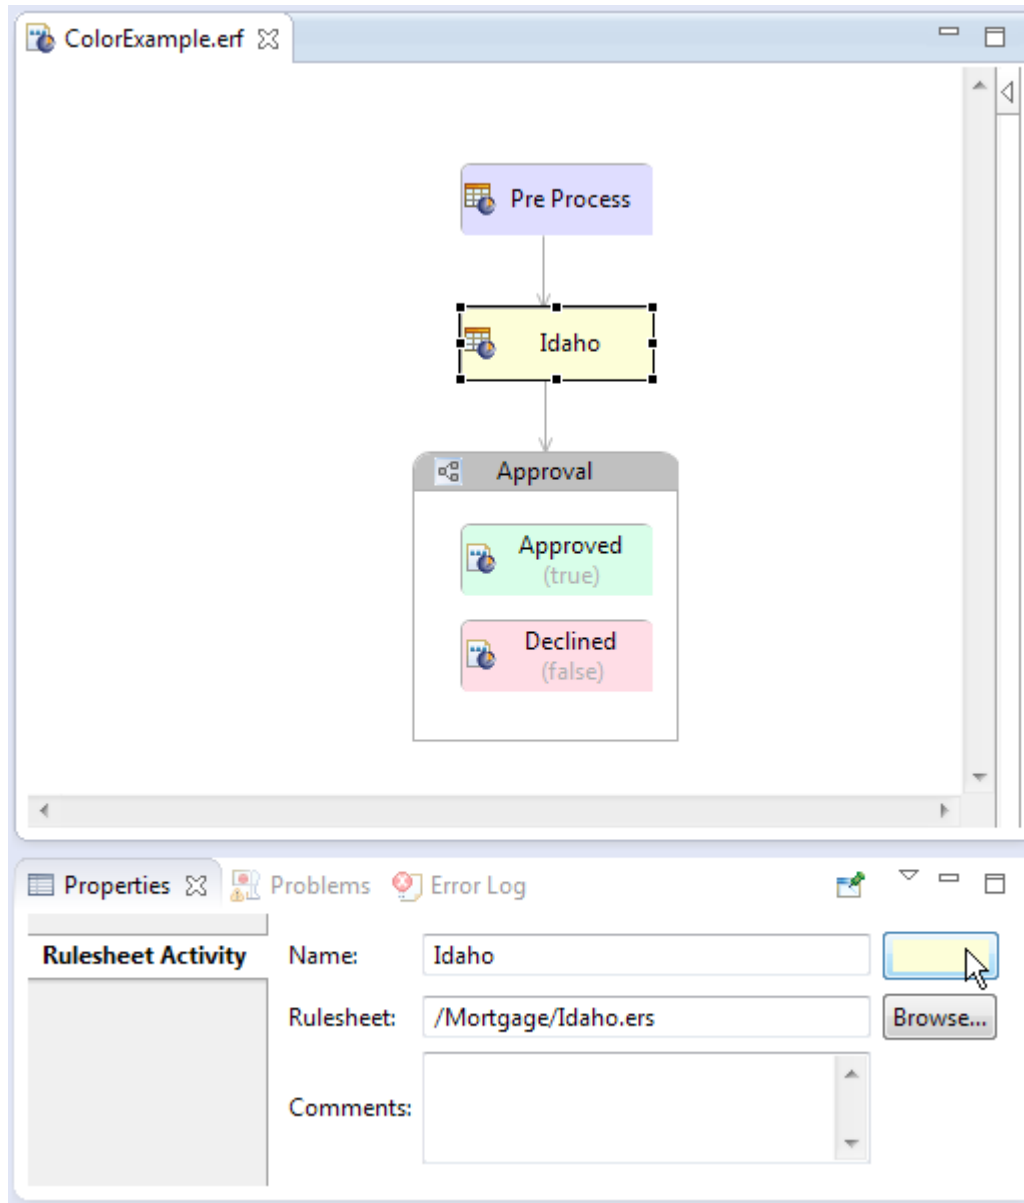 ColorExample.erf
Pre Process
Idaho
Approval
Approved
(true)
Declined
(false)
Properties Problems Error Log
Rulesheet Activity
Name: Idaho
Rulesheet: /Mortgage/Idaho.ers Browse...
Comments: